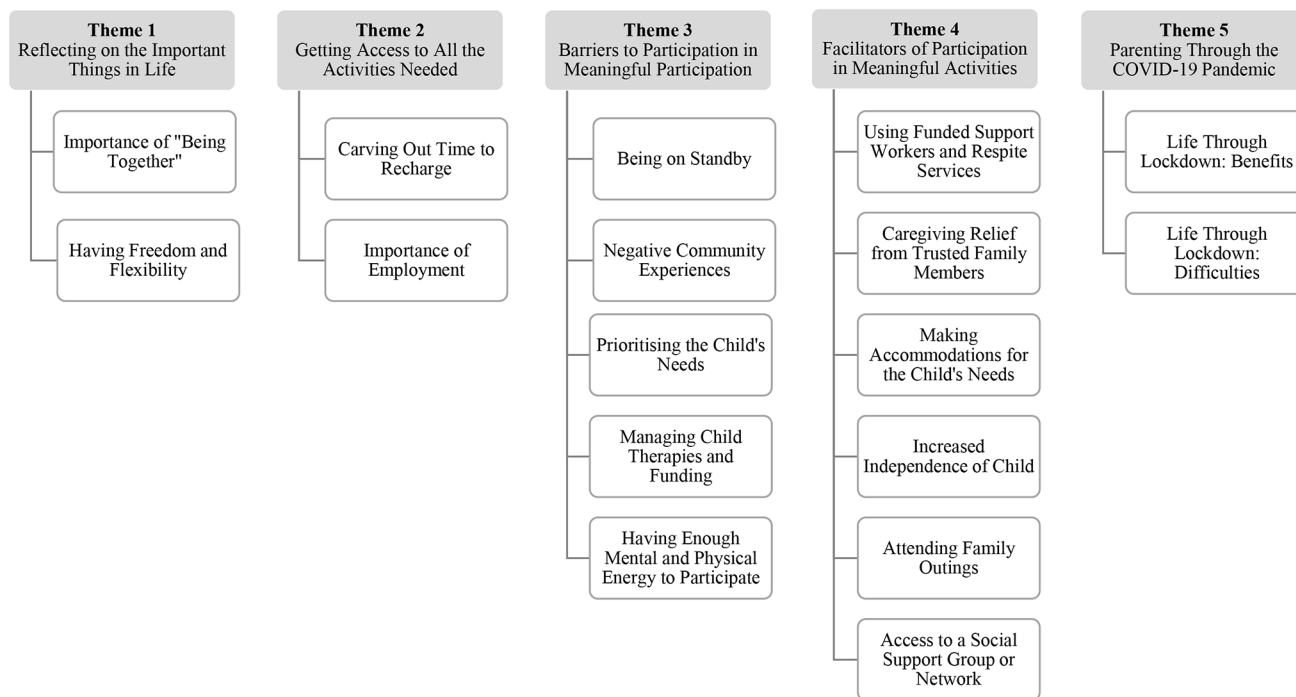 Theme 1
Reflecting on the Important
Things in Life
Importance of "Being
Together"
Having Freedom and
Flexibility
Theme 2
Getting Access to All the
Activities Needed
Carving Out Time to
Recharge
Importance of
Employment
Theme 3
Barriers to Participation in
Meaningful Participation
Being on Standby
Negative Community
Experiences
Prioritising the Child's
Needs
Managing Child
Therapies and
Funding
Having Enough
Mental and Physical
Energy to Participate
Theme 4
Facilitators of Participation
in Meaningful Activities
Using Funded Support
Workers and Respite
Services
Caregiving Relief
from Trusted Family
Members
Making
Accommodations for
the Child's Needs
Increased
Independence of Child
Attending Family
Outings
Access to a Social
Support Group or
Network
Theme 5
Parenting Through the
COVID-19 Pandemic
Life Through
Lockdown: Benefits
Life Through
Lockdown:
Difficulties